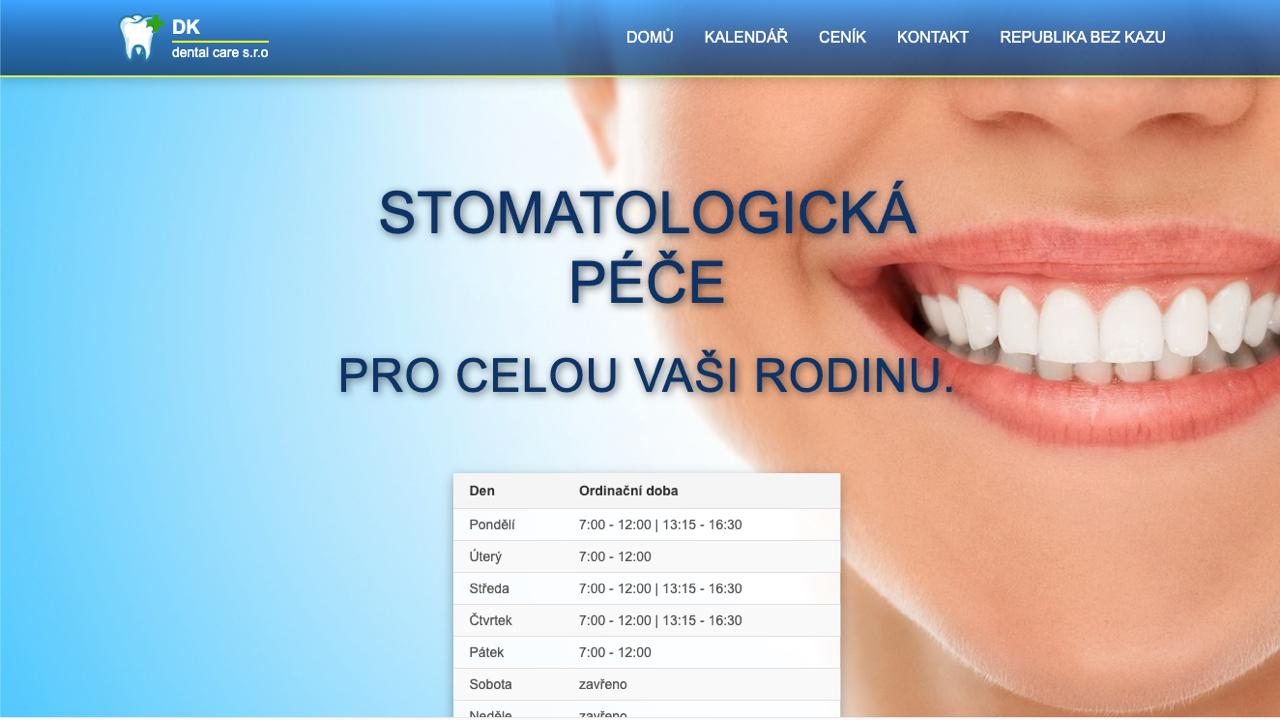 DK
dental care s.r.o
DOMŮ KALENDÁŘ CENÍK KONTAKT REPUBLIKA BEZ KAZU
STOMATOLOGICKÁ
PÉČE
PRO CELOU VAŠI RODINU.
Den Ordinační doba
Pondělí 7:00 - 12:00 | 13:15 - 16:30
Úterý 7:00 - 12:00
Středa 7:00 - 12:00 | 13:15 - 16:30
Čtvrtek 7:00 - 12:00 | 13:15 - 16:30
Pátek 7:00 - 12:00
Sobota zavřeno
Neděle zavřeno